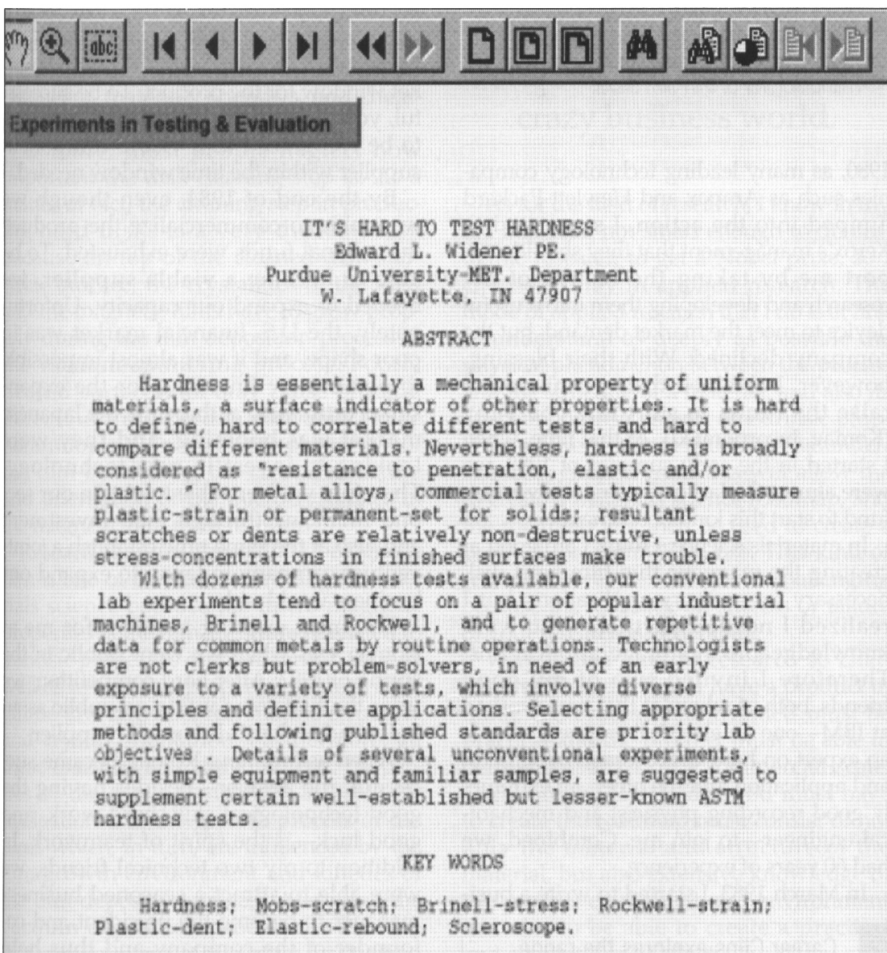 abc
Experiments in Testing & Evaluation
IT'S HARD TO TEST HARDNESS
Edward L. Widener PE.
Purdue University-MET. Department
W. Lafayette, IN 47907
ABSTRACT
Hardness is essentially a mechanical property of uniform
materials, a surface indicator of other properties. It is hard
to define, hard to correlate different tests, and hard to
compare different materials. Nevertheless, hardness is broadly
considered as "resistance to penetration, elastic and/or
plastic. " For metal alloys, commercial tests typically measure
plastic-strain or permanent-set for solids; resultant
scratches or dents are relatively non-destructive, unless
stress-concentrations in finished surfaces make trouble.
With dozens of hardness tests available, our conventional
lab experiments tend to focus on a pair of popular industrial
machines, Brinell and Rockwell, and to generate repetitive
data for common metals by routine operations. Technologists
are not clerks but problem-solvers, in need of an early
exposure to a variety of tests, which involve diverse
principles and definite applications. Selecting appropriate
methods and following published standards are priority lab
objectives . Details of several unconventional experiments,
with simple equipment and familiar samples, are suggested to
supplement certain well-established but lesser-known ASTM
hardness tests.
KEY WORDS
Hardness; Mobs-scratch; Brinell-stress; Rockwell-strain;
Plastic-dent; Elastic-rebound; Scleroscope.